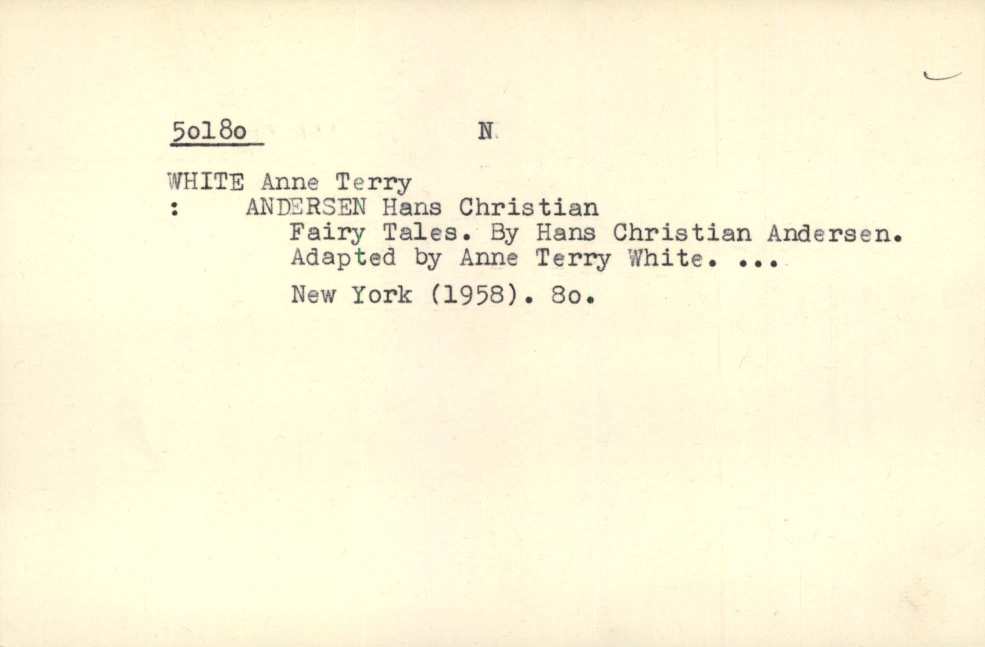 5o18o N
WHITE Anne Terry
: ANDERSEN Hans Christian
Fairy Tales. By Hans Christian Andersen.
Adapted by Anne Terry White. ...
New York (1958). 8o.